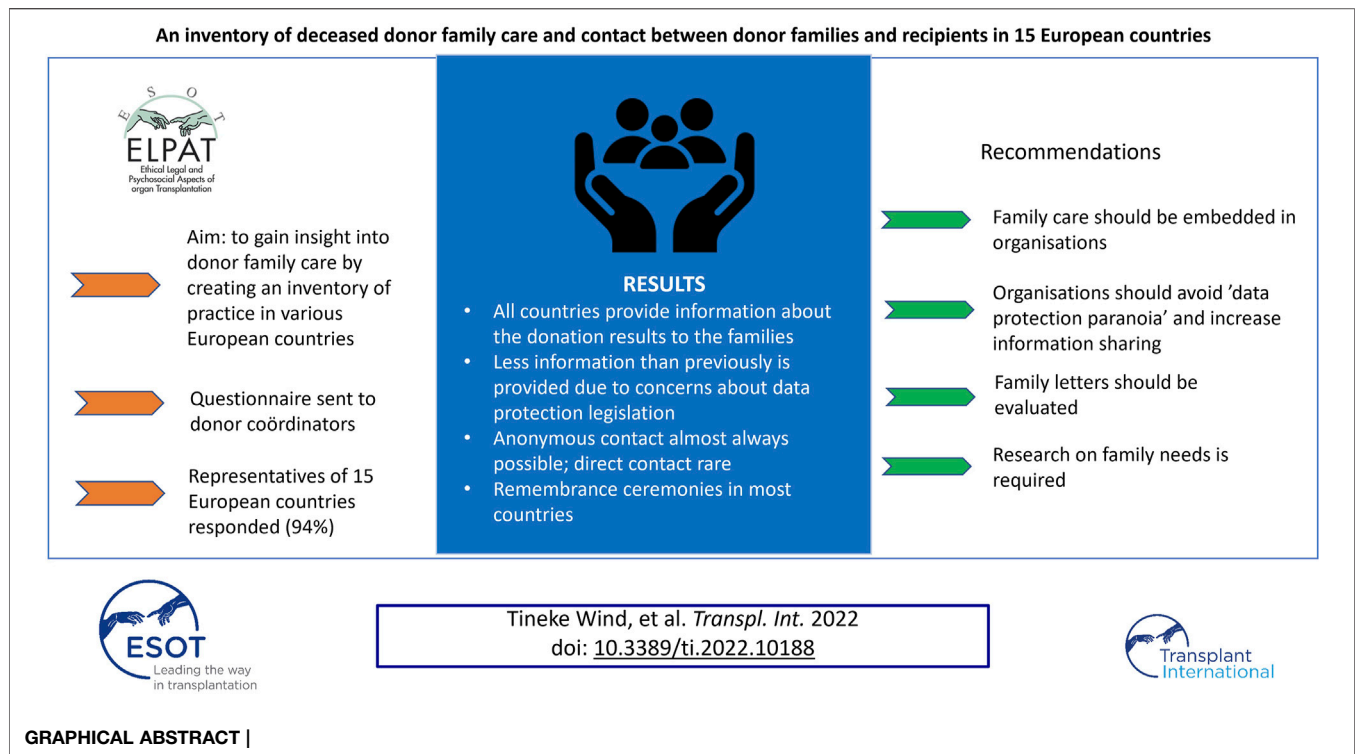 An inventory of deceased donor family care and contact between donor families and recipients in 15 European countries
E S O T
ELPAT
Ethical Legal and
Psychosocial Aspects of
organ Transplantation
Aim: to gain insight into
donor family care by
creating an inventory of
practice in various
European countries
Questionnaire sent to
donor coördinators
Representatives of 15
European countries
responded (94%)
RESULTS
• All countries provide information about
the donation results to the families
• Less information than previously is
provided due to concerns about data
protection legislation
• Anonymous contact almost always
possible; direct contact rare
• Remembrance ceremonies in most
countries
Recommendations
Family care should be embedded in
organisations
Organisations should avoid ’data
protection paranoia’ and increase
information sharing
Family letters should be
evaluated
Research on family needs is
required
ESOT
Leading the way
in transplantation
Tineke Wind, et al. Transpl. Int. 2022
doi: 10.3389/ti.2022.10188
Transplant
International
GRAPHICAL ABSTRACT |